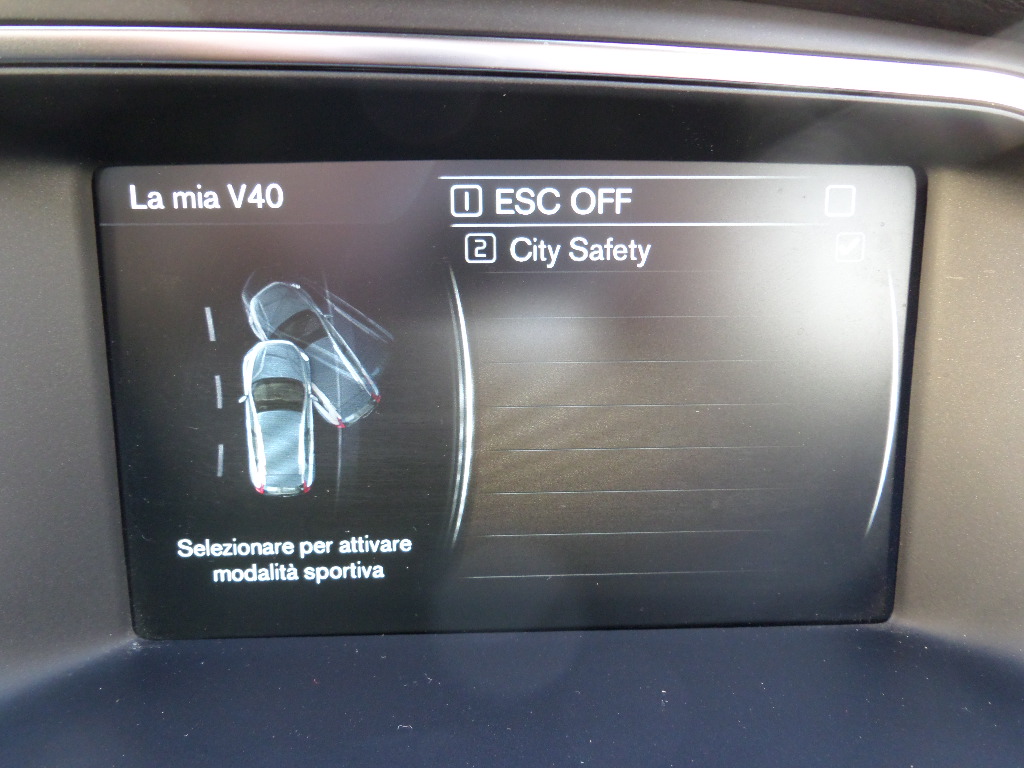 La mia V40
1 ESC OFF
2 City Safety
Selezionare per attivare
modalità sportiva